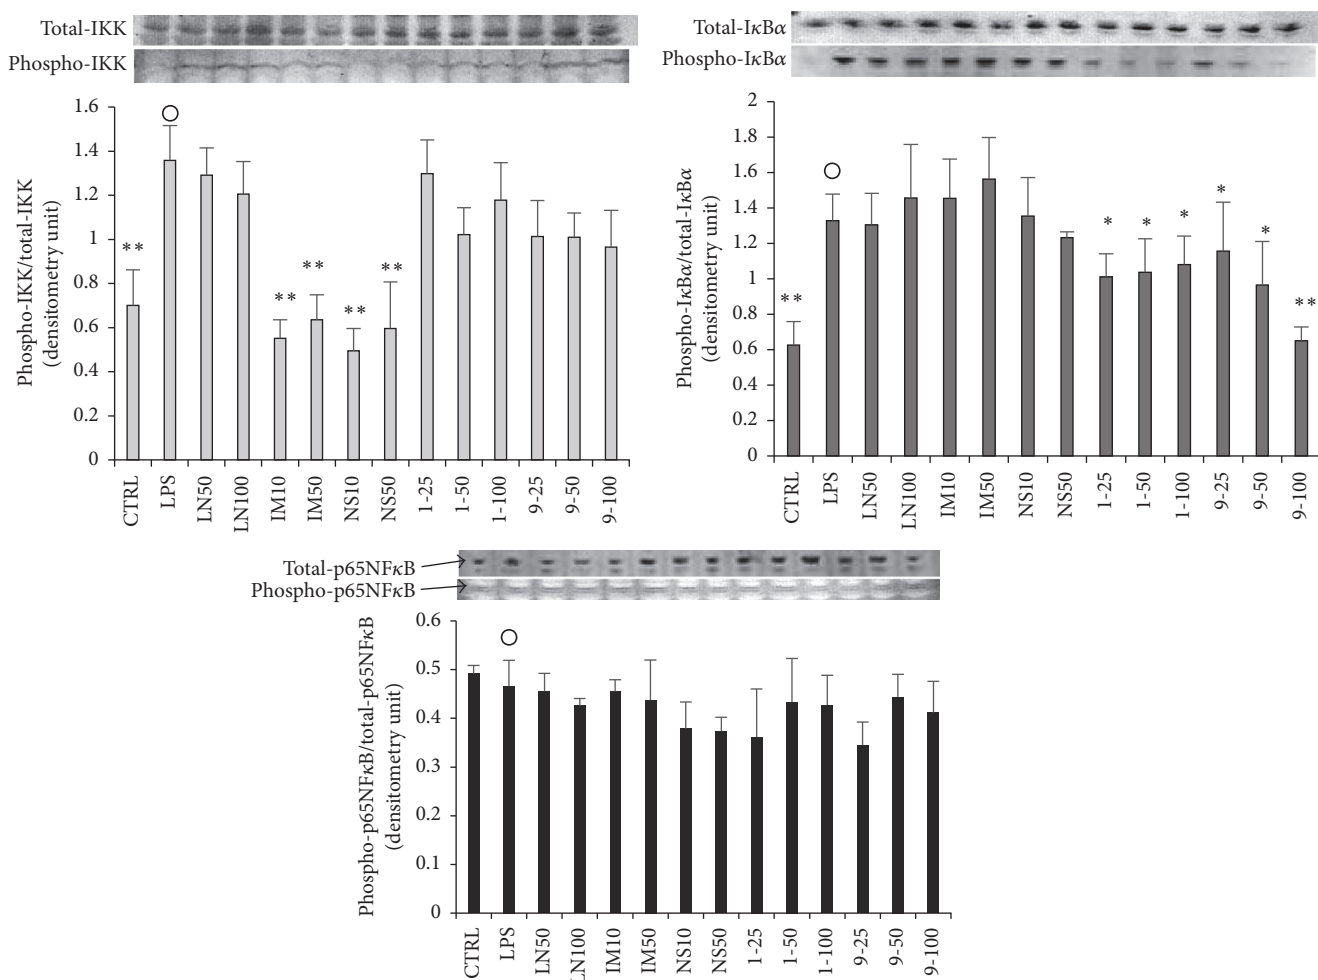 Total-IKK
Phospho-IKK
Phospho-IKK/total-IKK
(densitometry unit)
1.6
1.4
1.2
1
0.8
0.6
0.4
0.2
0
**
**
**
**
**
CTRL
LPS
LN50
LN100
IM10
IM50
NS10
NS50
1-25
1-50
1-100
9-25
9-50
9-100
Total-IκBα
Phospho-IκBα
Phospho-IκBα/total-IκBα
(densitometry unit)
2
1.8
1.6
1.4
1.2
1
0.8
0.6
0.4
0.2
0
**
*
*
*
*
*
**
CTRL
LPS
LN50
LN100
IM10
IM50
NS10
NS50
1-25
1-50
1-100
9-25
9-50
9-100
Total-p65NFκB
Phospho-p65NFκB
Phospho-p65NFκB/total-p65NFκB
(densitometry unit)
0.6
0.5
0.4
0.3
0.2
0.1
0
CTRL
LPS
LN50
LN100
IM10
IM50
NS10
NS50
1-25
1-50
1-100
9-25
9-50
9-100